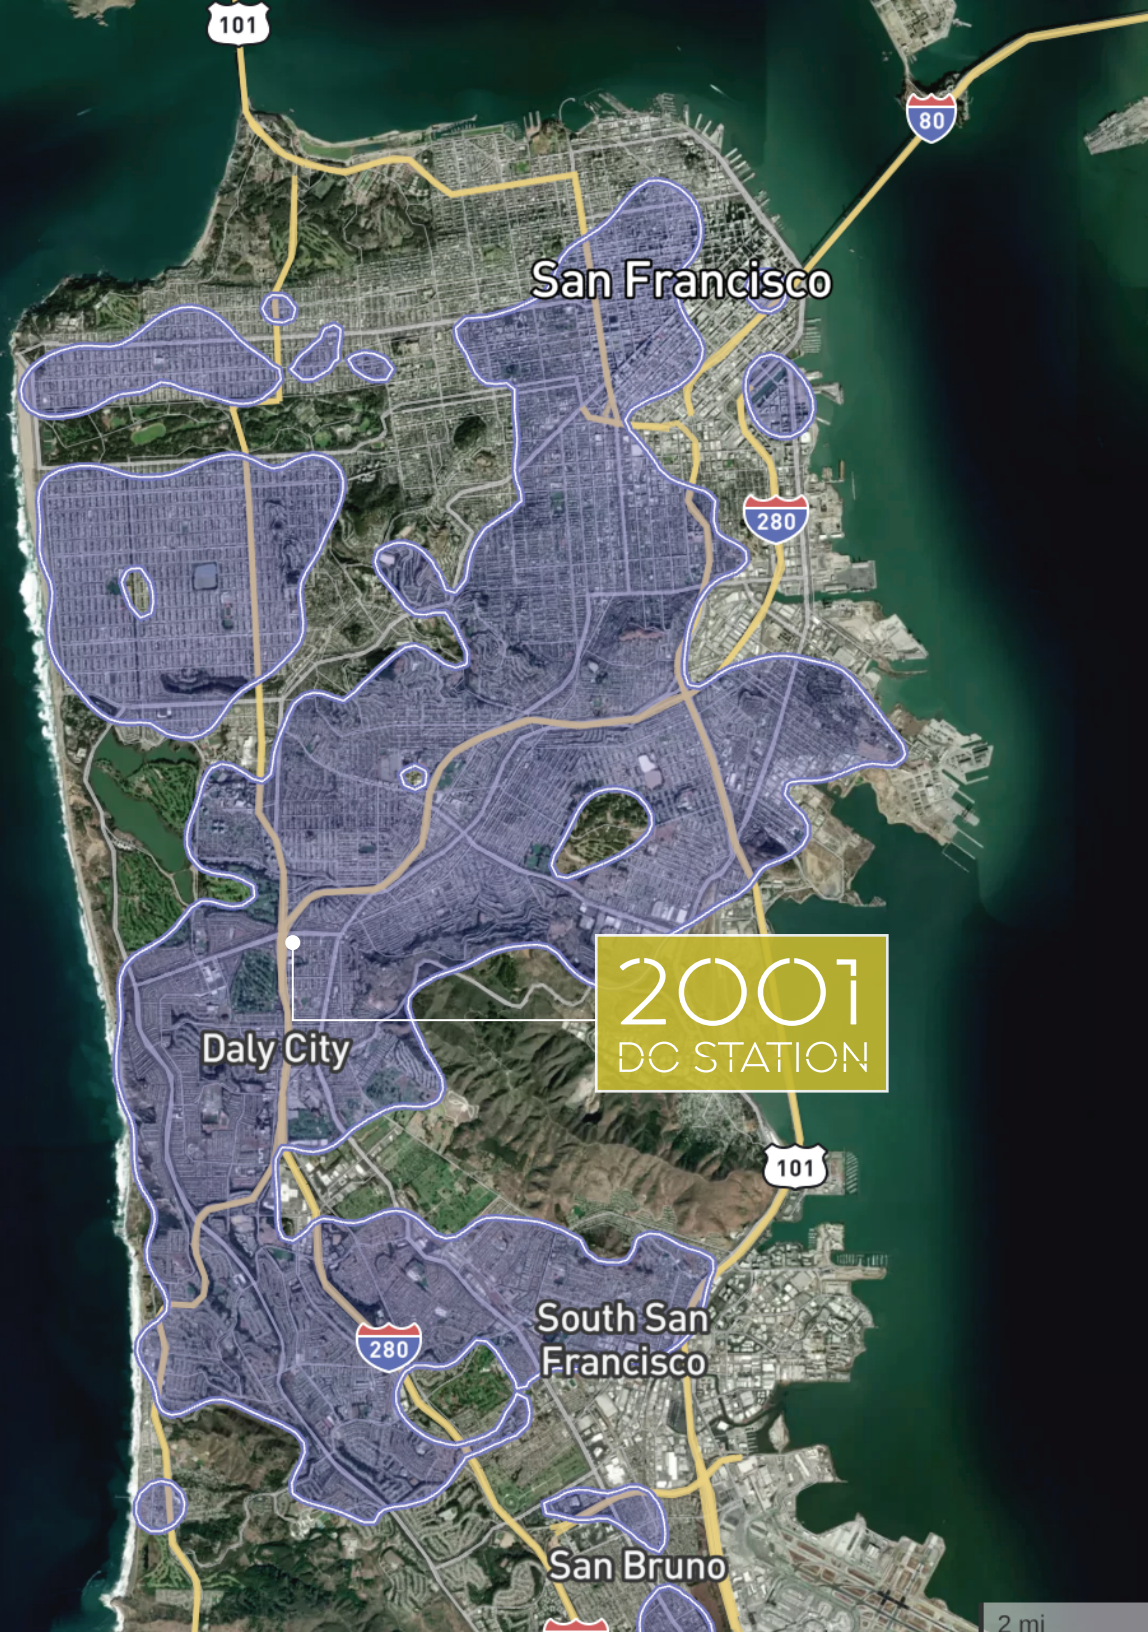 101
80
San Francisco
280
2001
DC STATION
Daly City
101
South San
Francisco
280
San Bruno
2 mi